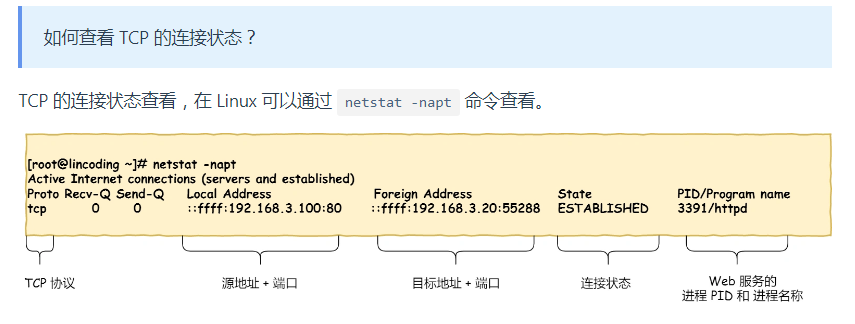 如何查看 TCP 的连接状态？
TCP 的连接状态查看，在 Linux 可以通过 netstat -napt 命令查看。
[root@lincoding ~]# netstat -napt
Active Internet connections (servers and established)
Proto Recv-Q Send-Q Local Address Foreign Address State PID/Program name
tcp 0 0 ::ffff:192.168.3.100:80 ::ffff:192.168.3.20:55288 ESTABLISHED 3391/httpd
TCP 协议 源地址 + 端口 目标地址 + 端口 连接状态 Web 服务的
进程 PID 和 进程名称